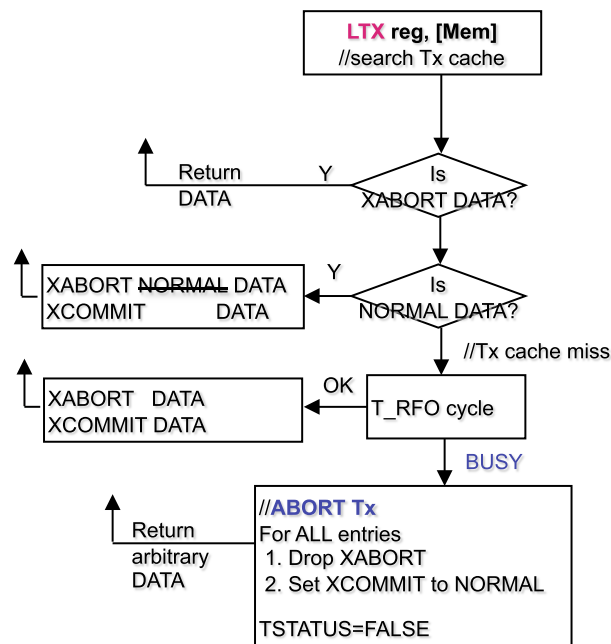 LTX reg, [Mem]
//search Tx cache
Is
XABORT DATA?
Y
Return
DATA
Is
NORMAL DATA?
Y
XABORT NORMAL DATA
XCOMMIT DATA
//Tx cache miss
T_RFO cycle
OK
XABORT DATA
XCOMMIT DATA
BUSY
//ABORT Tx
For ALL entries
1. Drop XABORT
2. Set XCOMMIT to NORMAL
TSTATUS=FALSE
Return
arbitrary
DATA